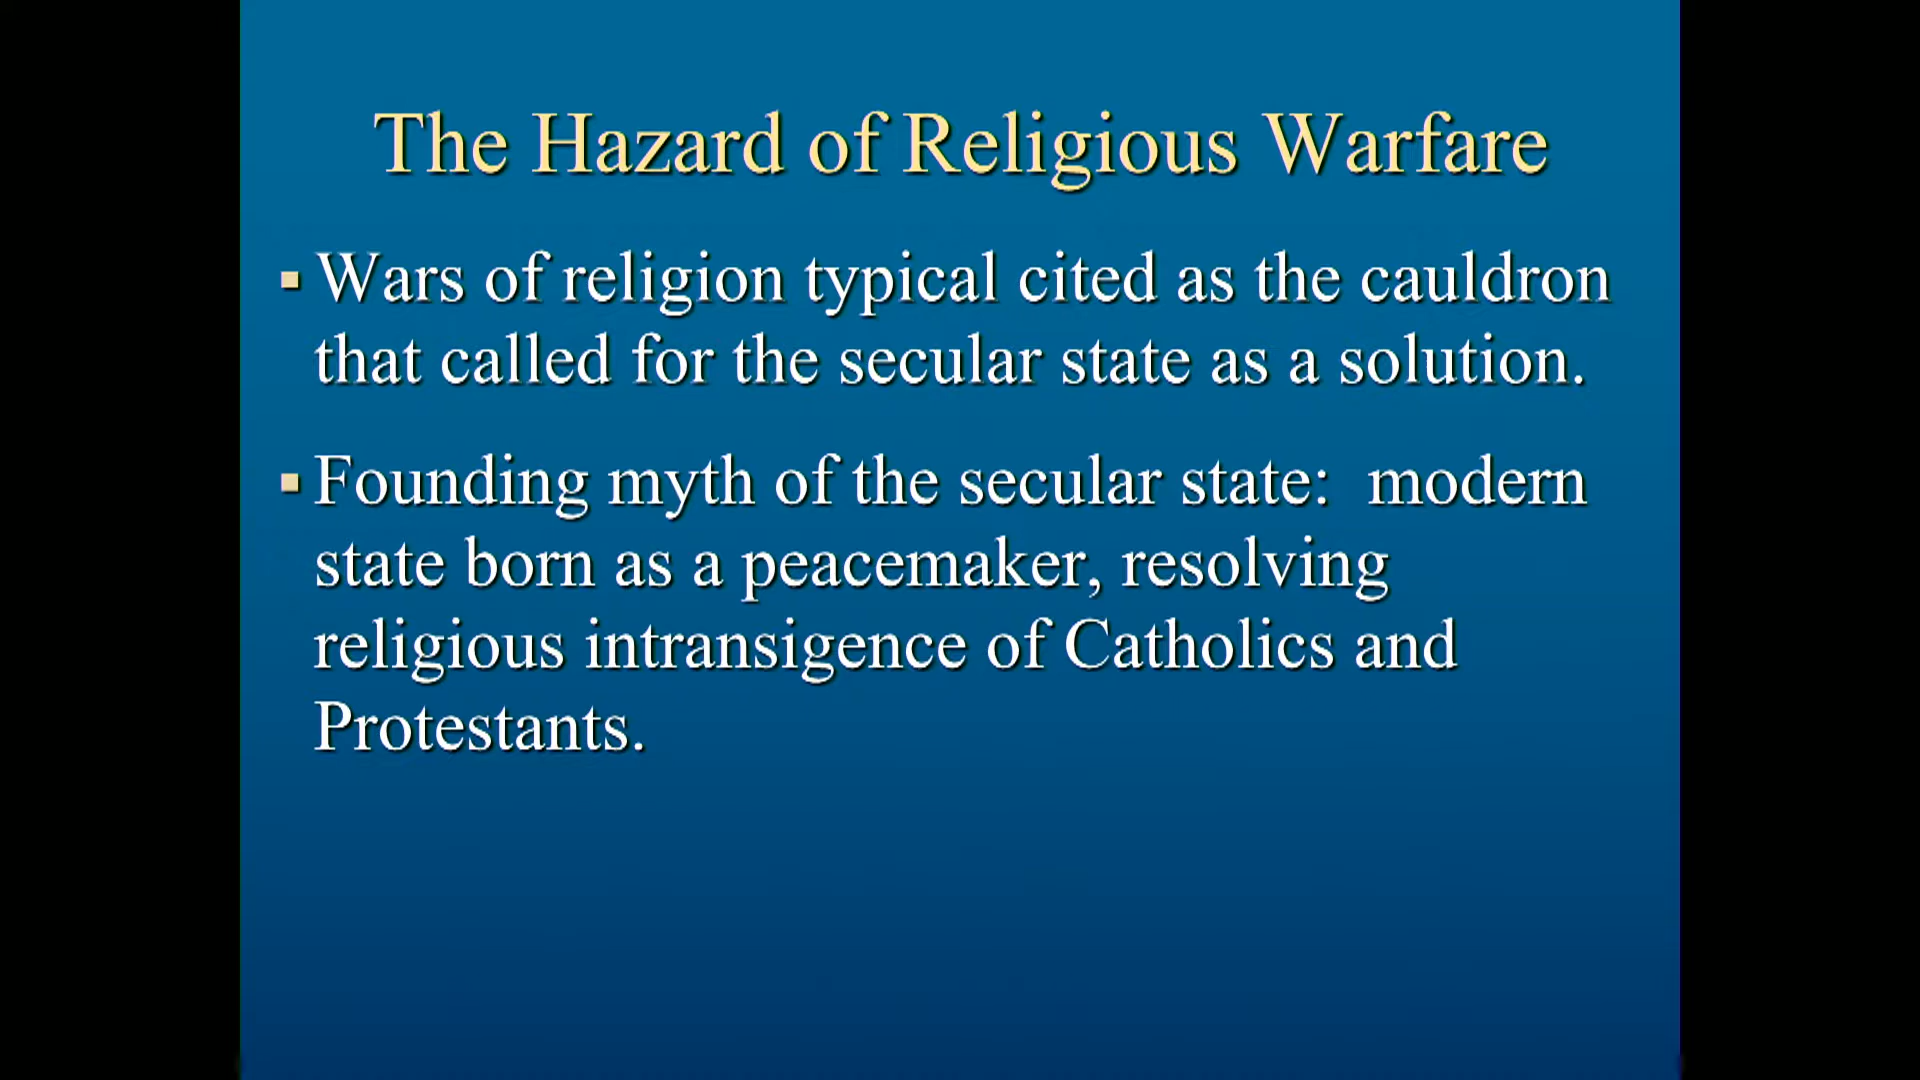 The Hazard of Religious Warfare
▪ Wars of religion typical cited as the cauldron
that called for the secular state as a solution.
▪ Founding myth of the secular state:  modern
state born as a peacemaker, resolving
religious intransigence of Catholics and
Protestants.